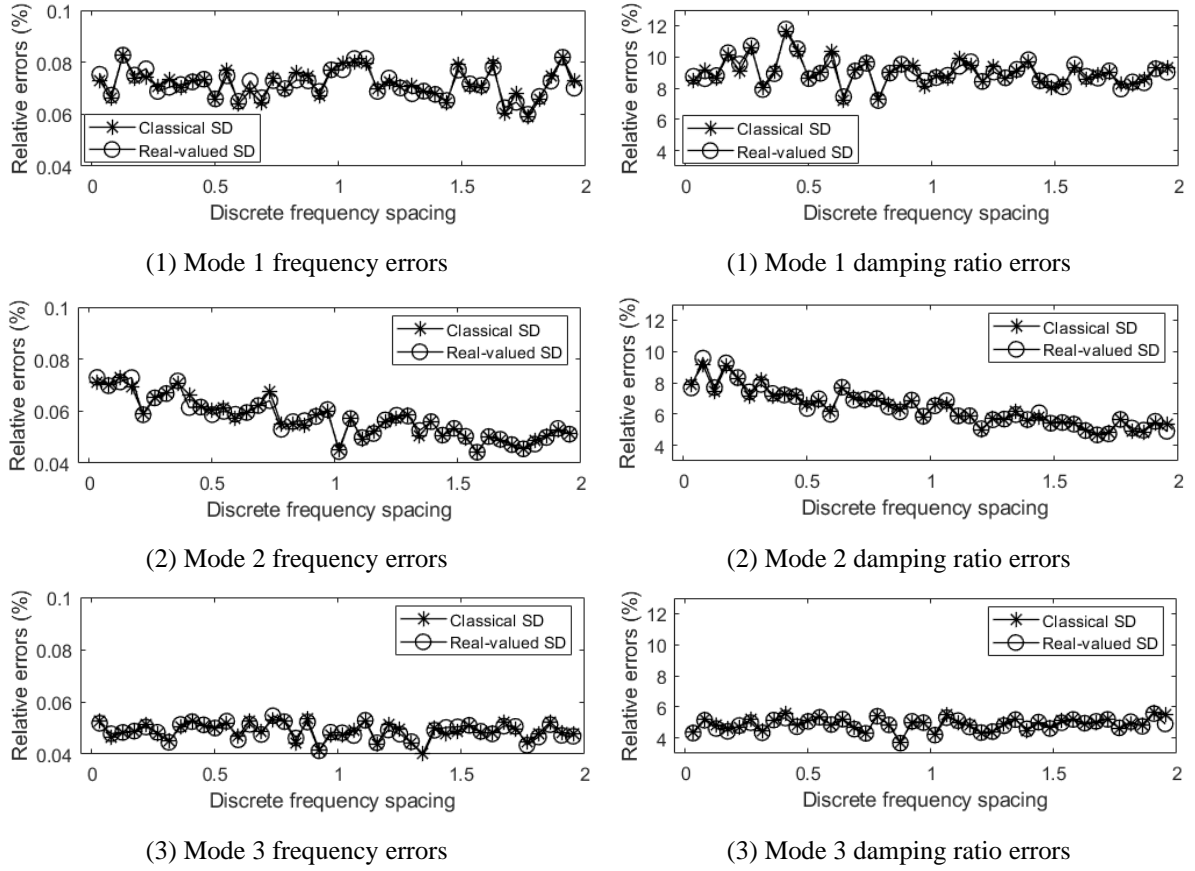 Relative errors (%)
0.1
0.08
0.06
0.04
Classical SD
Real-valued SD
0 0.5 1 1.5 2
Discrete frequency spacing
(1) Mode 1 frequency errors
Relative errors (%)
12
10
8
6
4
Classical SD
Real-valued SD
0 0.5 1 1.5 2
Discrete frequency spacing
(1) Mode 1 damping ratio errors
Relative errors (%)
0.1
0.08
0.06
0.04
Classical SD
Real-valued SD
0 0.5 1 1.5 2
Discrete frequency spacing
(2) Mode 2 frequency errors
Relative errors (%)
12
10
8
6
4
Classical SD
Real-valued SD
0 0.5 1 1.5 2
Discrete frequency spacing
(2) Mode 2 damping ratio errors
Relative errors (%)
0.1
0.08
0.06
0.04
Classical SD
Real-valued SD
0 0.5 1 1.5 2
Discrete frequency spacing
(3) Mode 3 frequency errors
Relative errors (%)
12
10
8
6
4
Classical SD
Real-valued SD
0 0.5 1 1.5 2
Discrete frequency spacing
(3) Mode 3 damping ratio errors